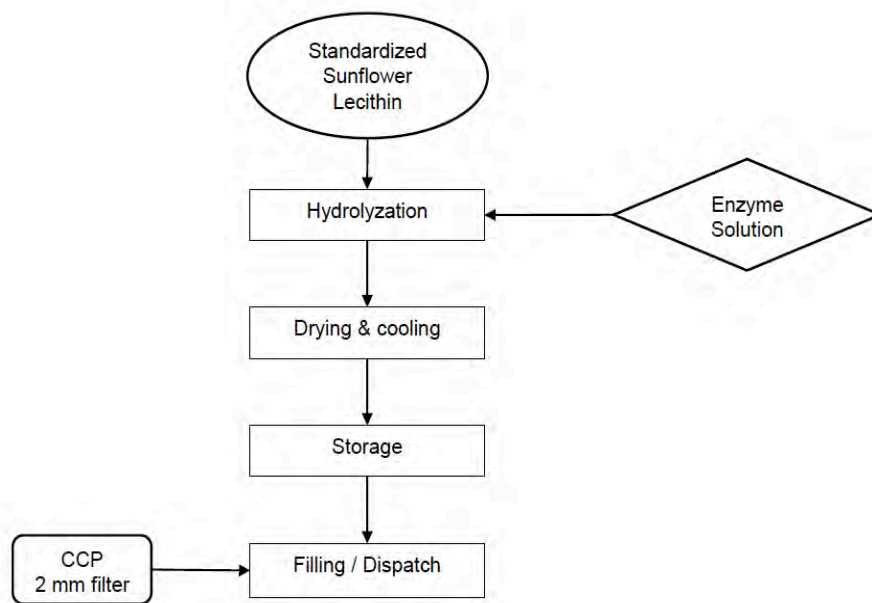 Standardized
Sunflower
Lecithin
Hydrolyzation
Enzyme
Solution
Drying & cooling
Storage
Filling / Dispatch
CCP
2 mm filter